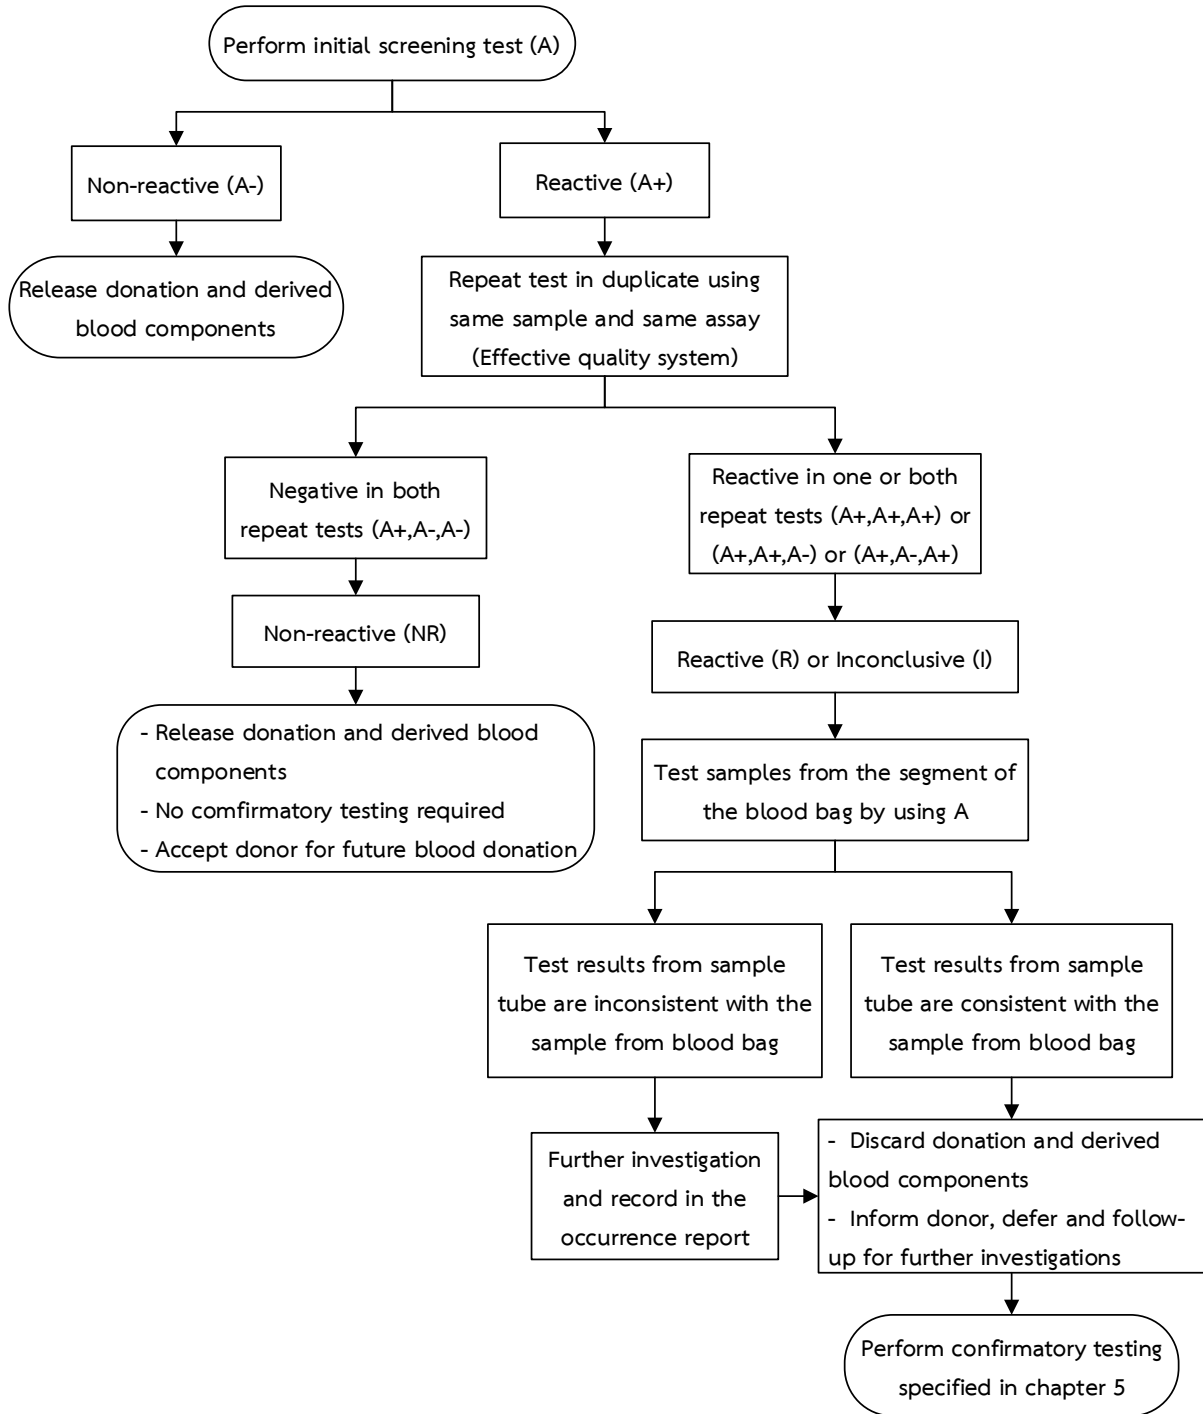 Perform initial screening test (A)
Non-reactive (A-)
Reactive (A+)
Release donation and derived
blood components
Repeat test in duplicate using
same sample and same assay
(Effective quality system)
Negative in both
repeat tests (A+,A-,A-)
Reactive in one or both
repeat tests (A+,A+,A+) or
(A+,A+,A-) or (A+,A-,A+)
Non-reactive (NR)
Reactive (R) or Inconclusive (I)
- Release donation and derived blood
components
- No comfirmatory testing required
- Accept donor for future blood donation
Test samples from the segment of
the blood bag by using A
Test results from sample
tube are inconsistent with the
sample from blood bag
Test results from sample
tube are consistent with the
sample from blood bag
Further investigation
and record in the
occurrence report
- Discard donation and derived
blood components
- Inform donor, defer and follow-
up for further investigations
Perform confirmatory testing
specified in chapter 5